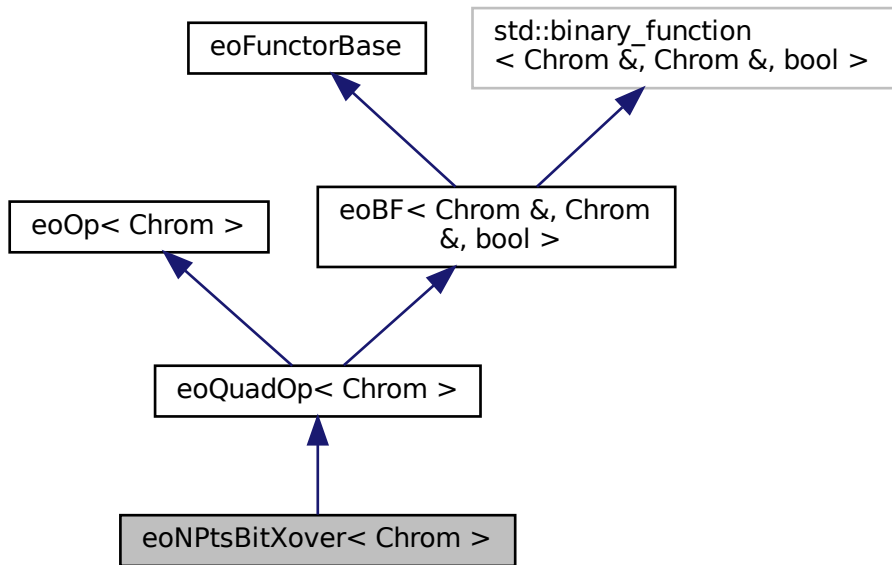 eoFunctorBase
std::binary_function
< Chrom &, Chrom &, bool >
eoOp< Chrom >
eoBF< Chrom &, Chrom
&, bool >
eoQuadOp< Chrom >
eoNPtsBitXover< Chrom >